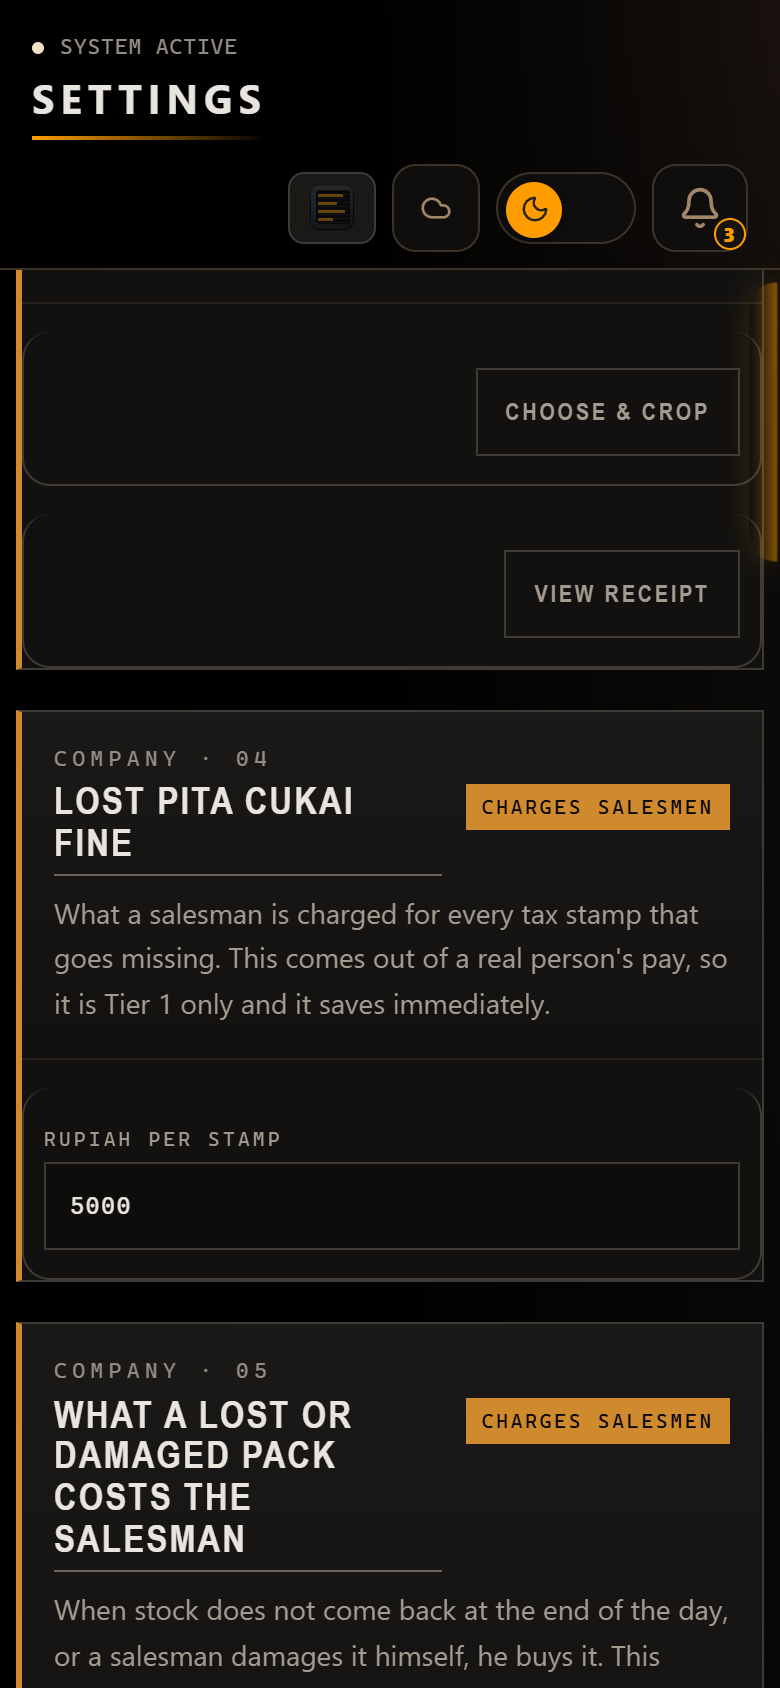 SYSTEM ACTIVE
SETTINGS
3
CHOOSE & CROP
VIEW RECEIPT
COMPANY · 04
LOST PITA CUKAI
FINE
CHARGES SALESMEN
What a salesman is charged for every tax stamp that
goes missing. This comes out of a real person's pay, so
it is Tier 1 only and it saves immediately.
RUPIAH PER STAMP
5000
COMPANY · 05
WHAT A LOST OR
DAMAGED PACK
COSTS THE
SALESMAN
CHARGES SALESMEN
When stock does not come back at the end of the day,
or a salesman damages it himself, he buys it. This